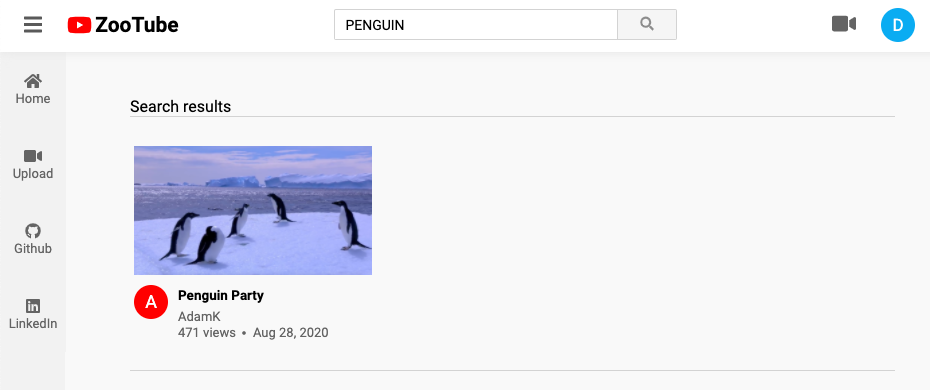 ZooTube
PENGUIN
D
Home
Upload
Github
LinkedIn
Search results
A
Penguin Party
AdamK
471 views • Aug 28, 2020